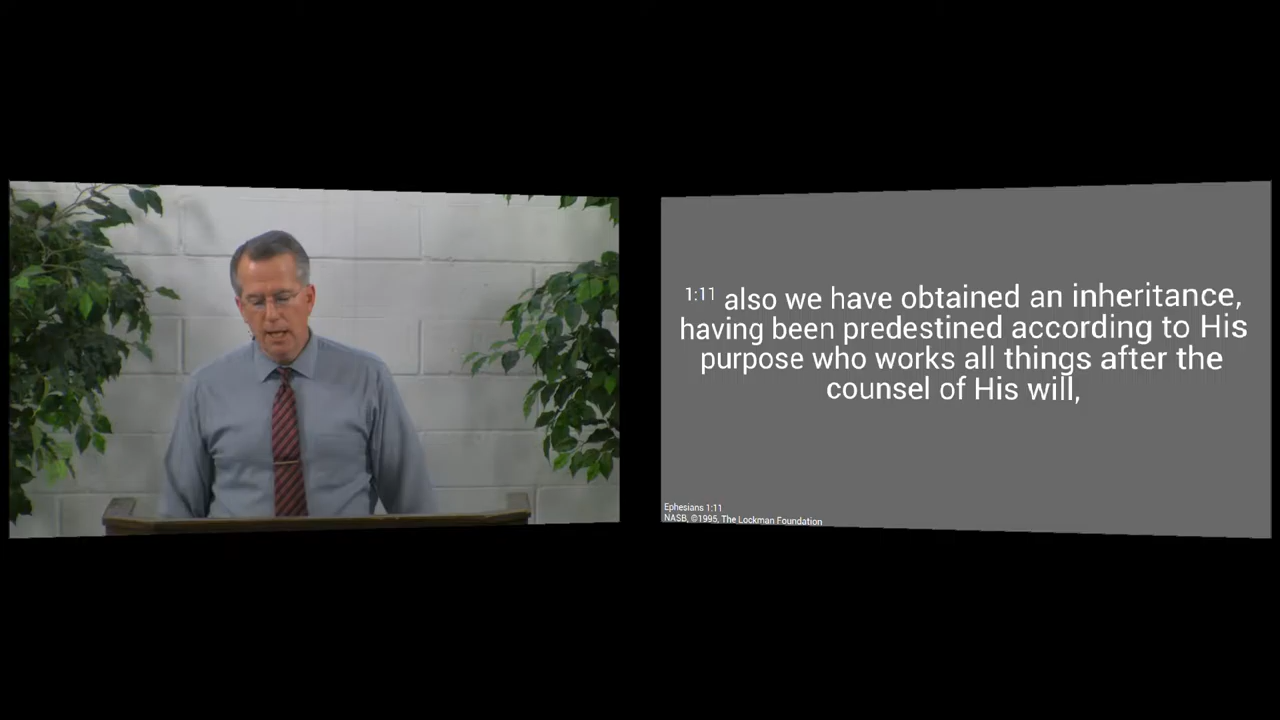 1:11 also we have obtained an inheritance,
having been predestined according to His
purpose who works all things after the
counsel of His will,
Ephesians 1:11
NASB, ©1995, The Lockman Foundation